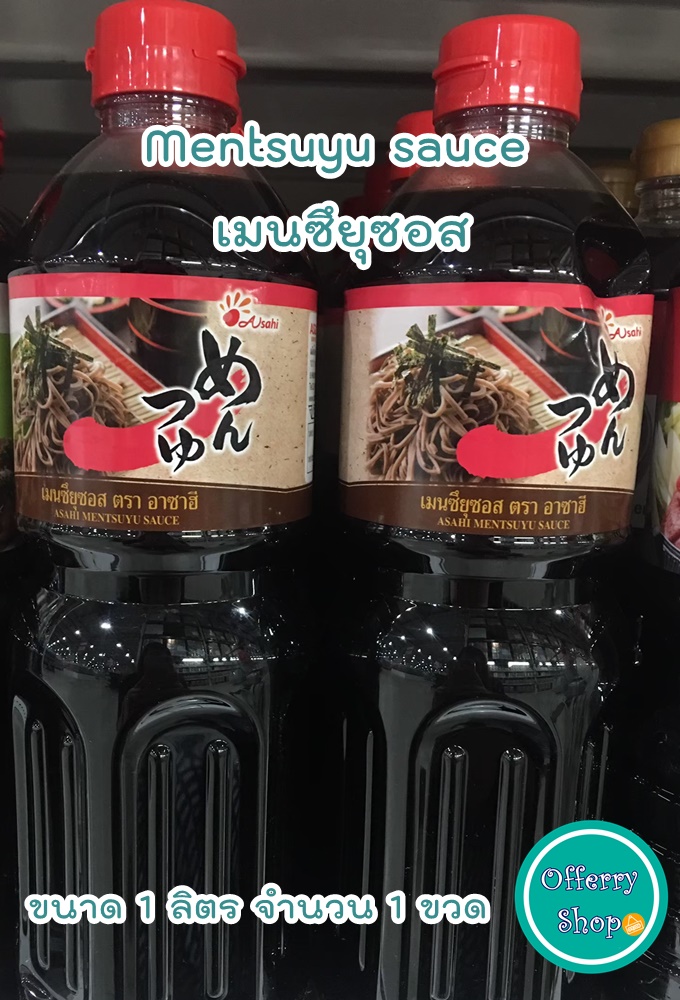 Mentsuyu sauce
เมนซึยุซอส
Asahi
めん
つゆ
เมนซึยุซอส ตรา อาซาฮี
ASAHI MENTSUYU SAUCE
Asahi
めん
つゆ
เมนซึยุซอส ตรา อาซาฮี
ASAHI MENTSUYU SAUCE
ขนาด 1 ลิตร จำนวน 1 ขวด
Offerry
Shop